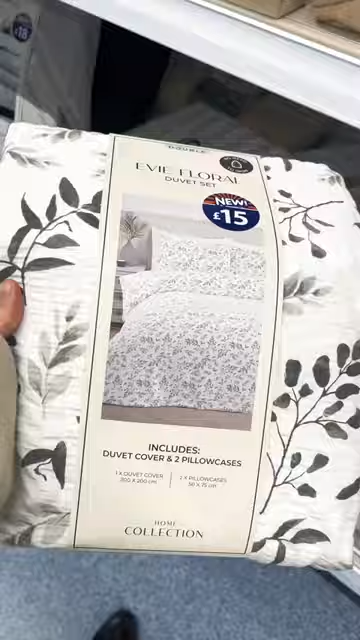 £18
DOUBLE
EVIE FLORAL
DUVET SET
NEW!
£15
INCLUDES:
DUVET COVER & 2 PILLOWCASES
1 X DUVET COVER
200 X 200 cm
2 X PILLOWCASES
50 X 75 cm
HOME
COLLECTION